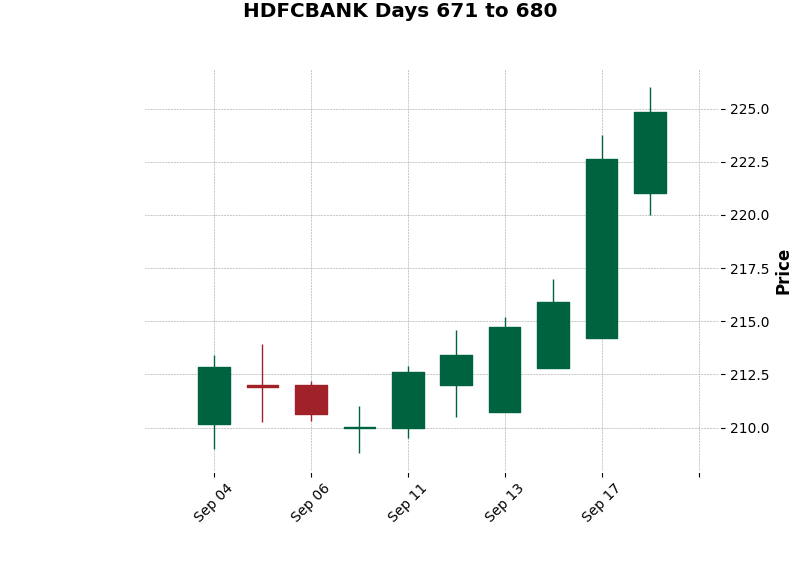 HDFCBANK Days 671 to 680
225.0
222.5
220.0
217.5
215.0
212.5
210.0
Price
Sep 04
Sep 06
Sep 11
Sep 13
Sep 17